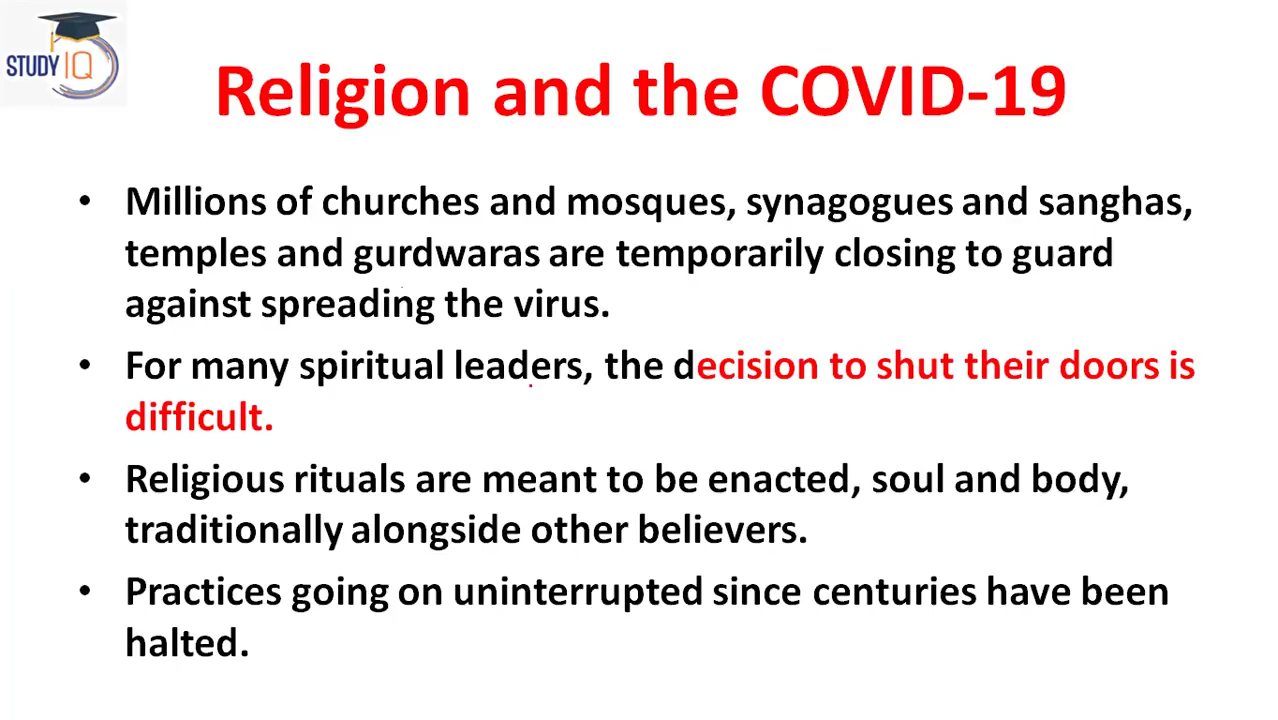 STUDY IQ
Religion and the COVID-19
• Millions of churches and mosques, synagogues and sanghas,
temples and gurdwaras are temporarily closing to guard
against spreading the virus.
• For many spiritual leaders, the decision to shut their doors is
difficult.
• Religious rituals are meant to be enacted, soul and body,
traditionally alongside other believers.
• Practices going on uninterrupted since centuries have been
halted.